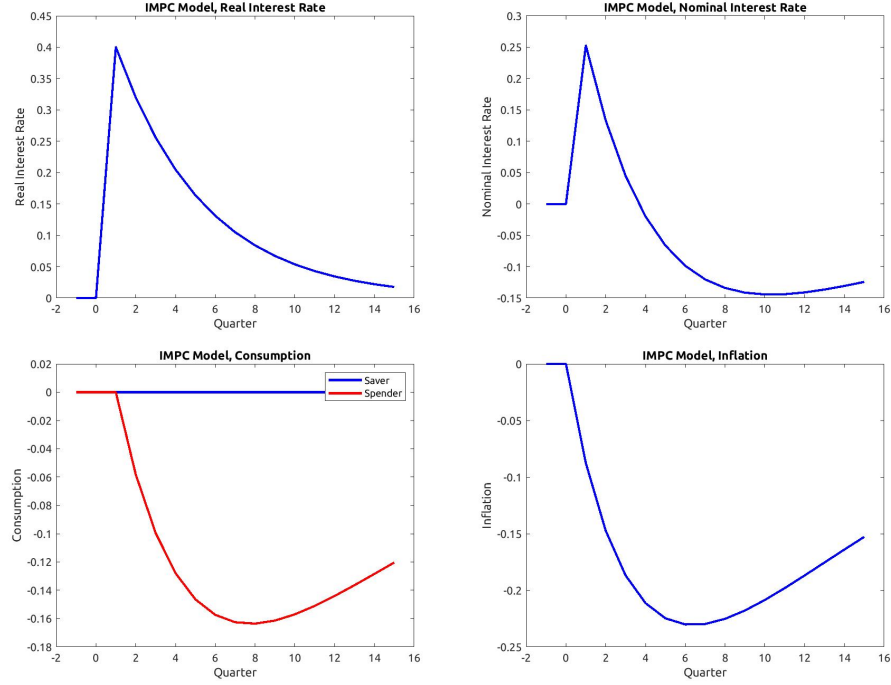 IMPC Model, Real Interest Rate
0.45
0.4
0.35
0.3
0.25
0.2
0.15
0.1
0.05
0
-2 0 2 4 6 8 10 12 14 16
Quarter
Real Interest Rate
IMPC Model, Nominal Interest Rate
0.3
0.25
0.2
0.15
0.1
0.05
0
-0.05
-0.1
-0.15
-2 0 2 4 6 8 10 12 14 16
Quarter
Nominal Interest Rate
IMPC Model, Consumption
0.02
0
-0.02
-0.04
-0.06
-0.08
-0.1
-0.12
-0.14
-0.16
-0.18
-2 0 2 4 6 8 10 12 14 16
Quarter
Consumption
Saver
Spender
IMPC Model, Inflation
0
-0.05
-0.1
-0.15
-0.2
-0.25
-2 0 2 4 6 8 10 12 14 16
Quarter
Inflation